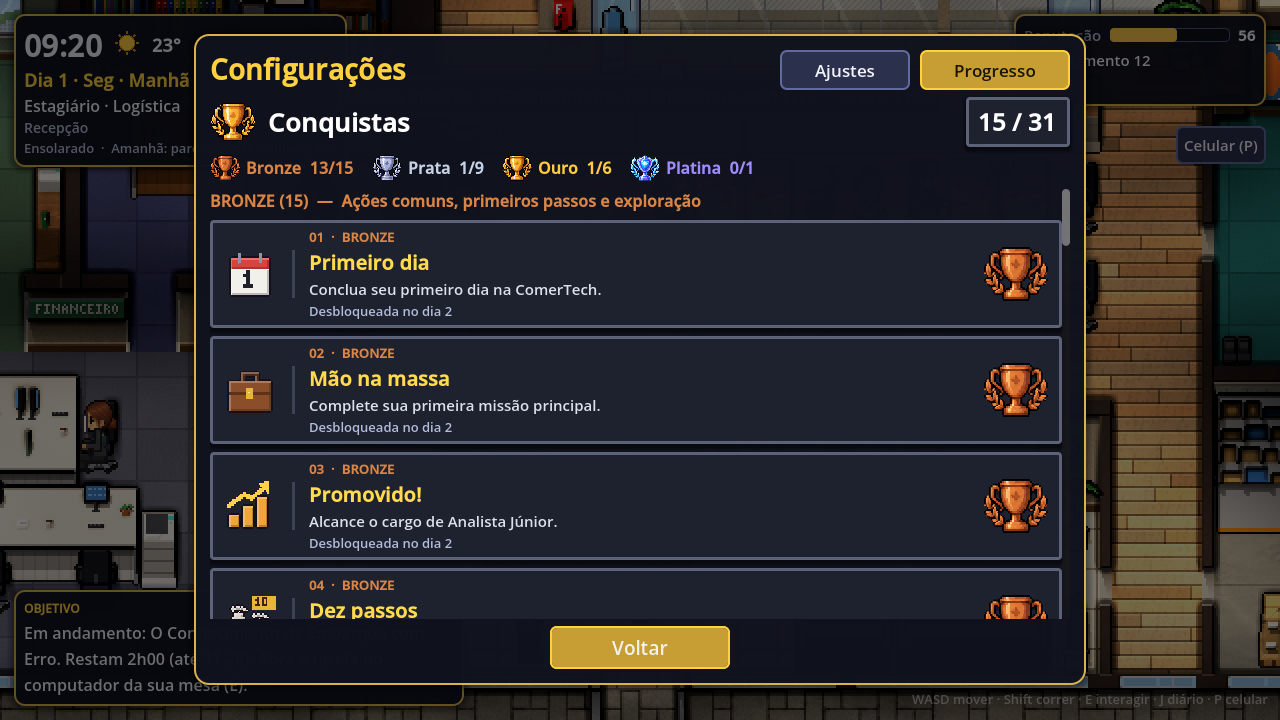 09:20 23°
Dia 1 · Seg · Manhã
Estagiário · Logística
Recepção
Ensolarado · Amanhã: par
Configurações
Ajustes
Progresso
Reputação 56
mento 12
Celular (P)
Conquistas
15 / 31
Bronze 13/15 Prata 1/9 Ouro 1/6 Platina 0/1
BRONZE (15) — Ações comuns, primeiros passos e exploração
01 · BRONZE
1
Primeiro dia
Conclua seu primeiro dia na ComerTech.
Desbloqueada no dia 2
02 · BRONZE
Mão na massa
Complete sua primeira missão principal.
Desbloqueada no dia 2
03 · BRONZE
Promovido!
Alcance o cargo de Analista Júnior.
Desbloqueada no dia 2
04 · BRONZE
10
Dez passos
FINANCEIRO
Voltar
OBJETIVO
Em andamento: O Cor
Erro. Restam 2h00 (até
computador da sua mesa (E).
WASD mover · Shift correr · E interagir · J diário · P celular